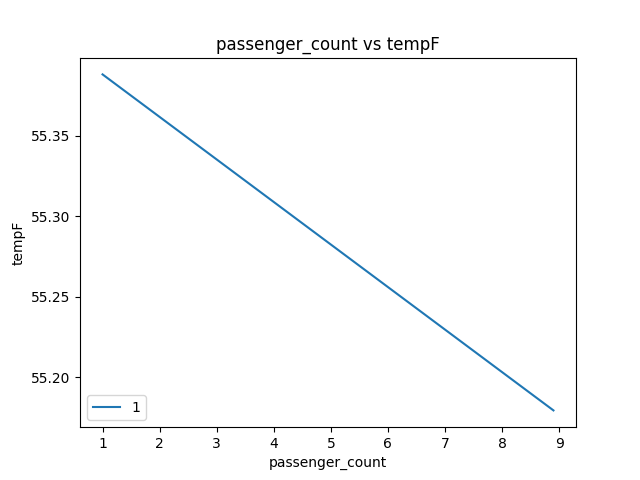 passenger_count vs tempF
55.35
55.30
55.25
55.20
tempF
1
1 2 3 4 5 6 7 8 9
passenger_count